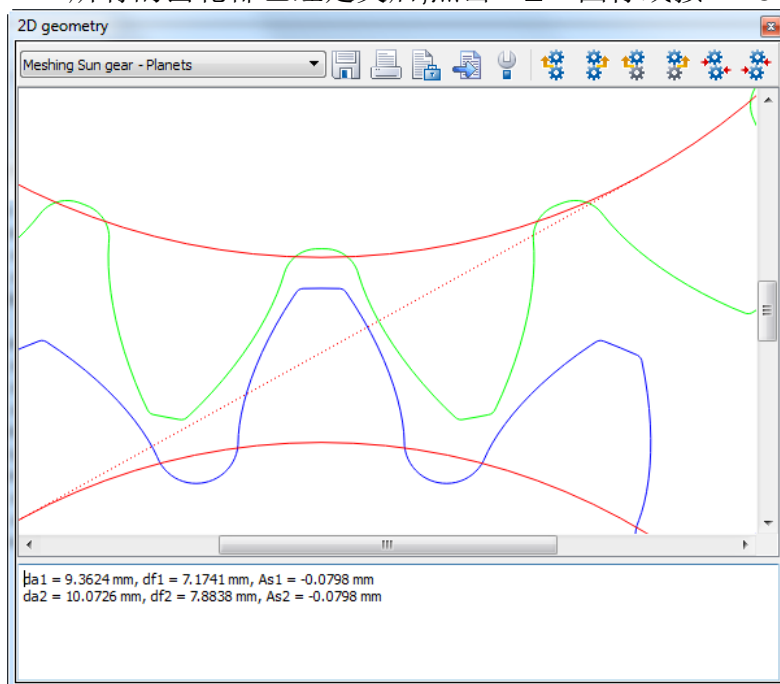 2D geometry
Meshing Sun gear - Planets
da1 = 9.3624 mm, df1 = 7.1741 mm, As1 = -0.0798 mm
da2 = 10.0726 mm, df2 = 7.8838 mm, As2 = -0.0798 mm